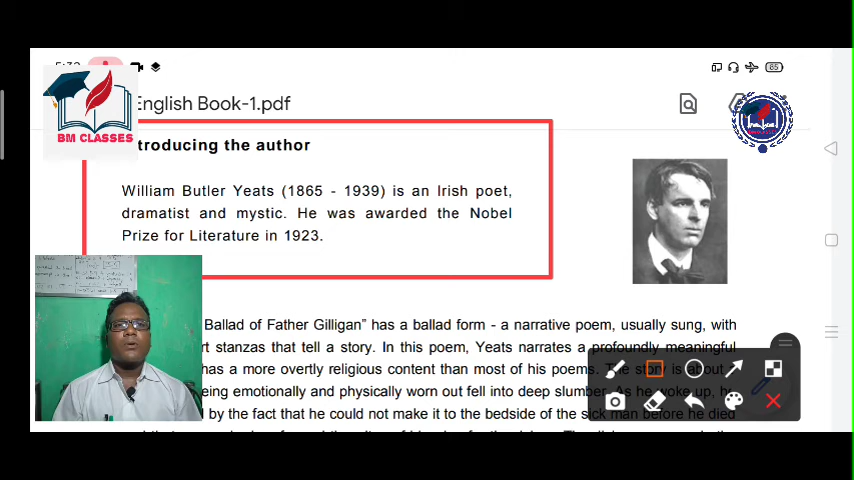 85
English Book-1.pdf
BM CLASSES
troducing the author
William Butler Yeats (1865 - 1939) is an Irish poet,
dramatist and mystic. He was awarded the Nobel
Prize for Literature in 1923.
Ballad of Father Gilligan" has a ballad form - a narrative poem, usually sung, with
rt stanzas that tell a story. In this poem, Yeats narrates a profoundly meaningful
has a more overtly religious content than most of his poems. The story is about
eing emotionally and physically worn out fell into deep slumber. As he woke up, he
by the fact that he could not make it to the bedside of the sick man before he died